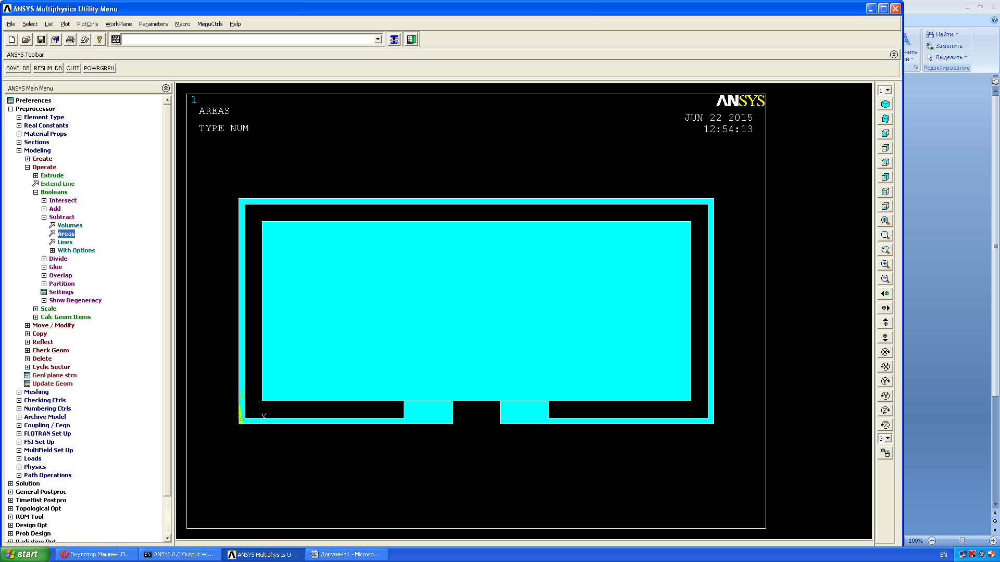 ANSYS Multiphysics Utility Menu
File Select List Plot PlotCtrls WorkPlane Parameters Macro MenuCtrls Help
ANSYS Toolbar
SAVE_DB RESUM_DB QUIT POWRGRPH
ANSYS Main Menu
Preferences
Preprocessor
Element Type
Real Constants
Material Props
Sections
Modeling
Create
Operate
Extrude
Extend Line
Booleans
Intersect
Add
Subtract
Volumes
Areas
Lines
With Options
Divide
Glue
Overlap
Partition
Settings
Show Degeneracy
Scale
Calc Geom Items
Move / Modify
Copy
Reflect
Check Geom
Delete
Cyclic Sector
Genl plane strn
Update Geom
Meshing
Checking Ctrls
Numbering Ctrls
Archive Model
Coupling / Ceqn
FLOTRAN Set Up
FSI Set Up
MultiField Set Up
Loads
Physics
Path Operations
Solution
General Postproc
TimeHist Postpro
Topological Opt
ROM Tool
Design Opt
Prob Design
Radiation Opt
1
AREAS
TYPE NUM
ANSYS
JUN 22 2015
12:54:13
Y
Z
X
1
Найти
Заменить
Выделить
Редактирование
100%
start
Эмулятор Машины П...
ANSYS 8.0 Output Wi...
ANSYS Multiphysics U...
Документ1 - Microso...
EN